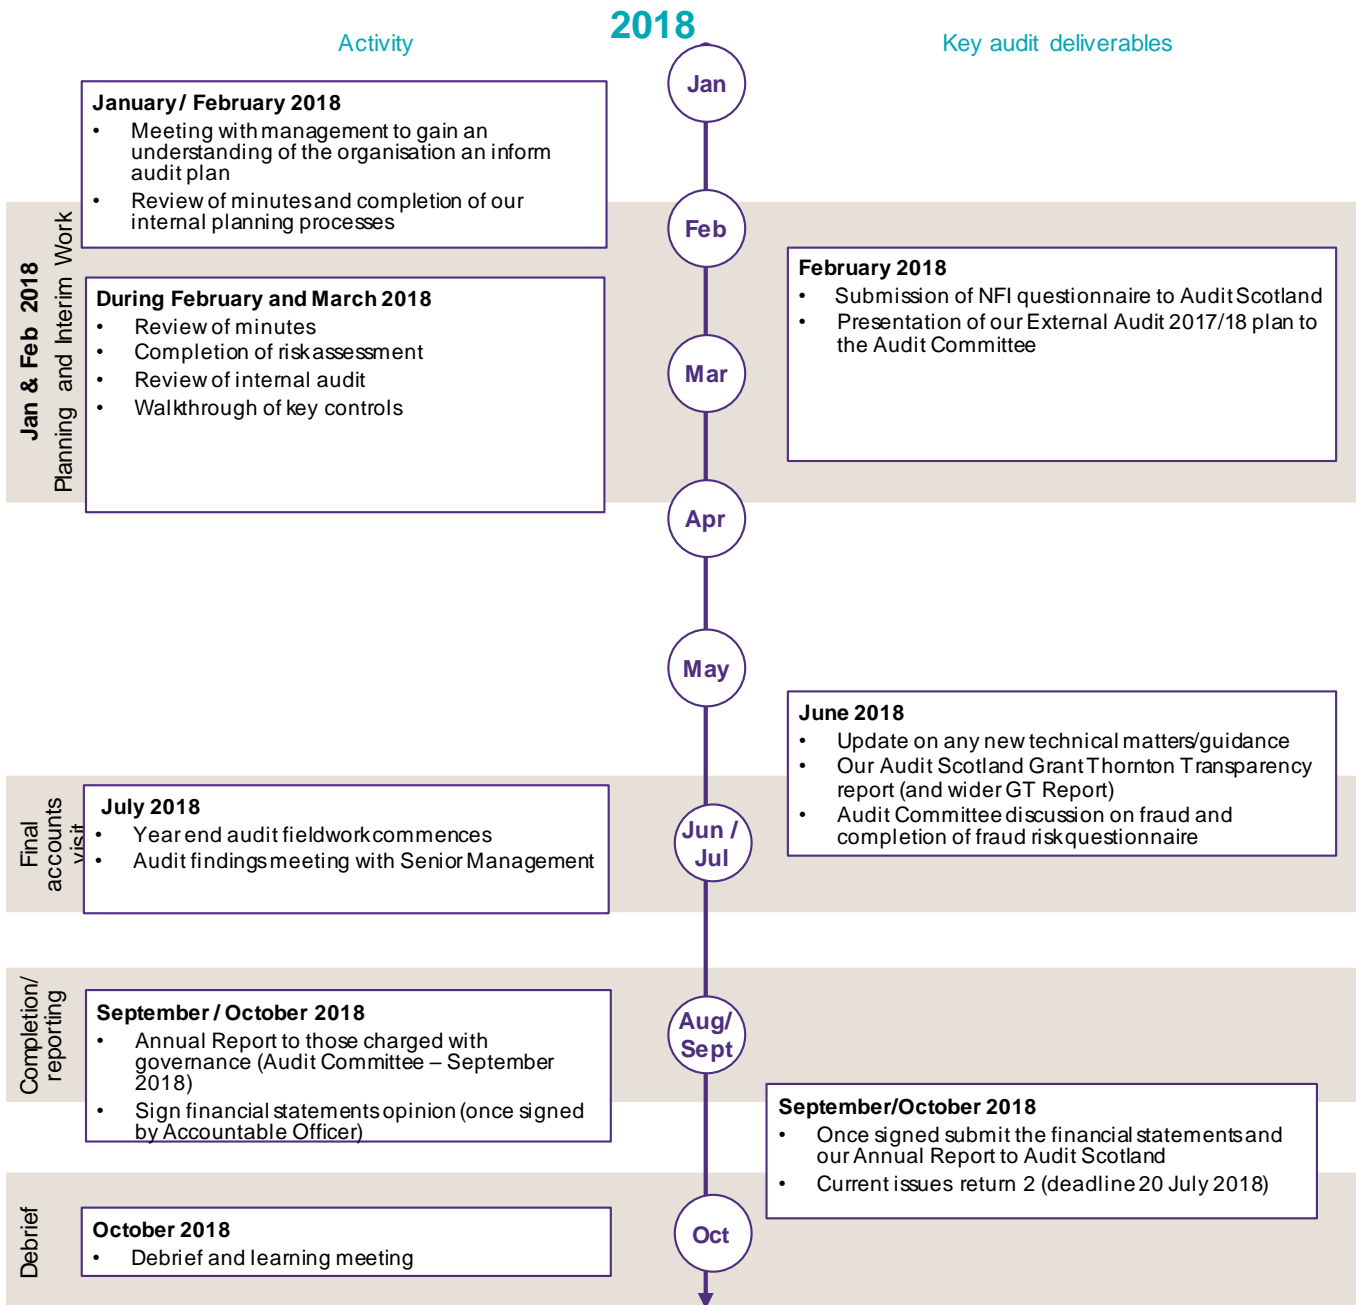 2018
Activity
Key audit deliverables
Jan
January / February 2018
• Meeting with management to gain an
understanding of the organisation an inform
audit plan
• Review of minutes and completion of our
internal planning processes
Jan & Feb 2018
Planning and Interim Work
Feb
February 2018
• Submission of NFI questionnaire to Audit Scotland
• Presentation of our External Audit 2017/18 plan to
the Audit Committee
During February and March 2018
• Review of minutes
• Completion of risk assessment
• Review of internal audit
• Walkthrough of key controls
Mar
Apr
May
June 2018
• Update on any new technical matters/guidance
• Our Audit Scotland Grant Thornton Transparency
report (and wider GT Report)
• Audit Committee discussion on fraud and
completion of fraud risk questionnaire
Final
accounts
visit
July 2018
• Year end audit fieldwork commences
• Audit findings meeting with Senior Management
Jun /
Jul
Completion/
reporting
September / October 2018
• Annual Report to those charged with
governance (Audit Committee – September
2018)
• Sign financial statements opinion (once signed
by Accountable Officer)
Aug/
Sept
September/October 2018
• Once signed submit the financial statements and
our Annual Report to Audit Scotland
• Current issues return 2 (deadline 20 July 2018)
Debrief
October 2018
• Debrief and learning meeting
Oct